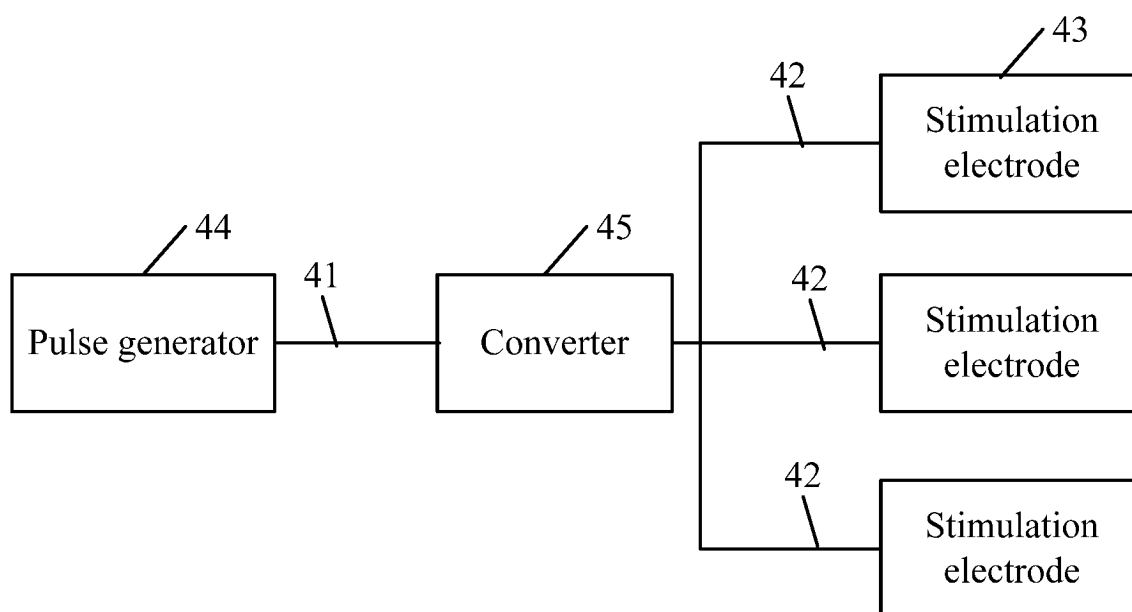 43
42
Stimulation
electrode
44
45
41
42
Pulse generator
Converter
Stimulation
electrode
42
Stimulation
electrode